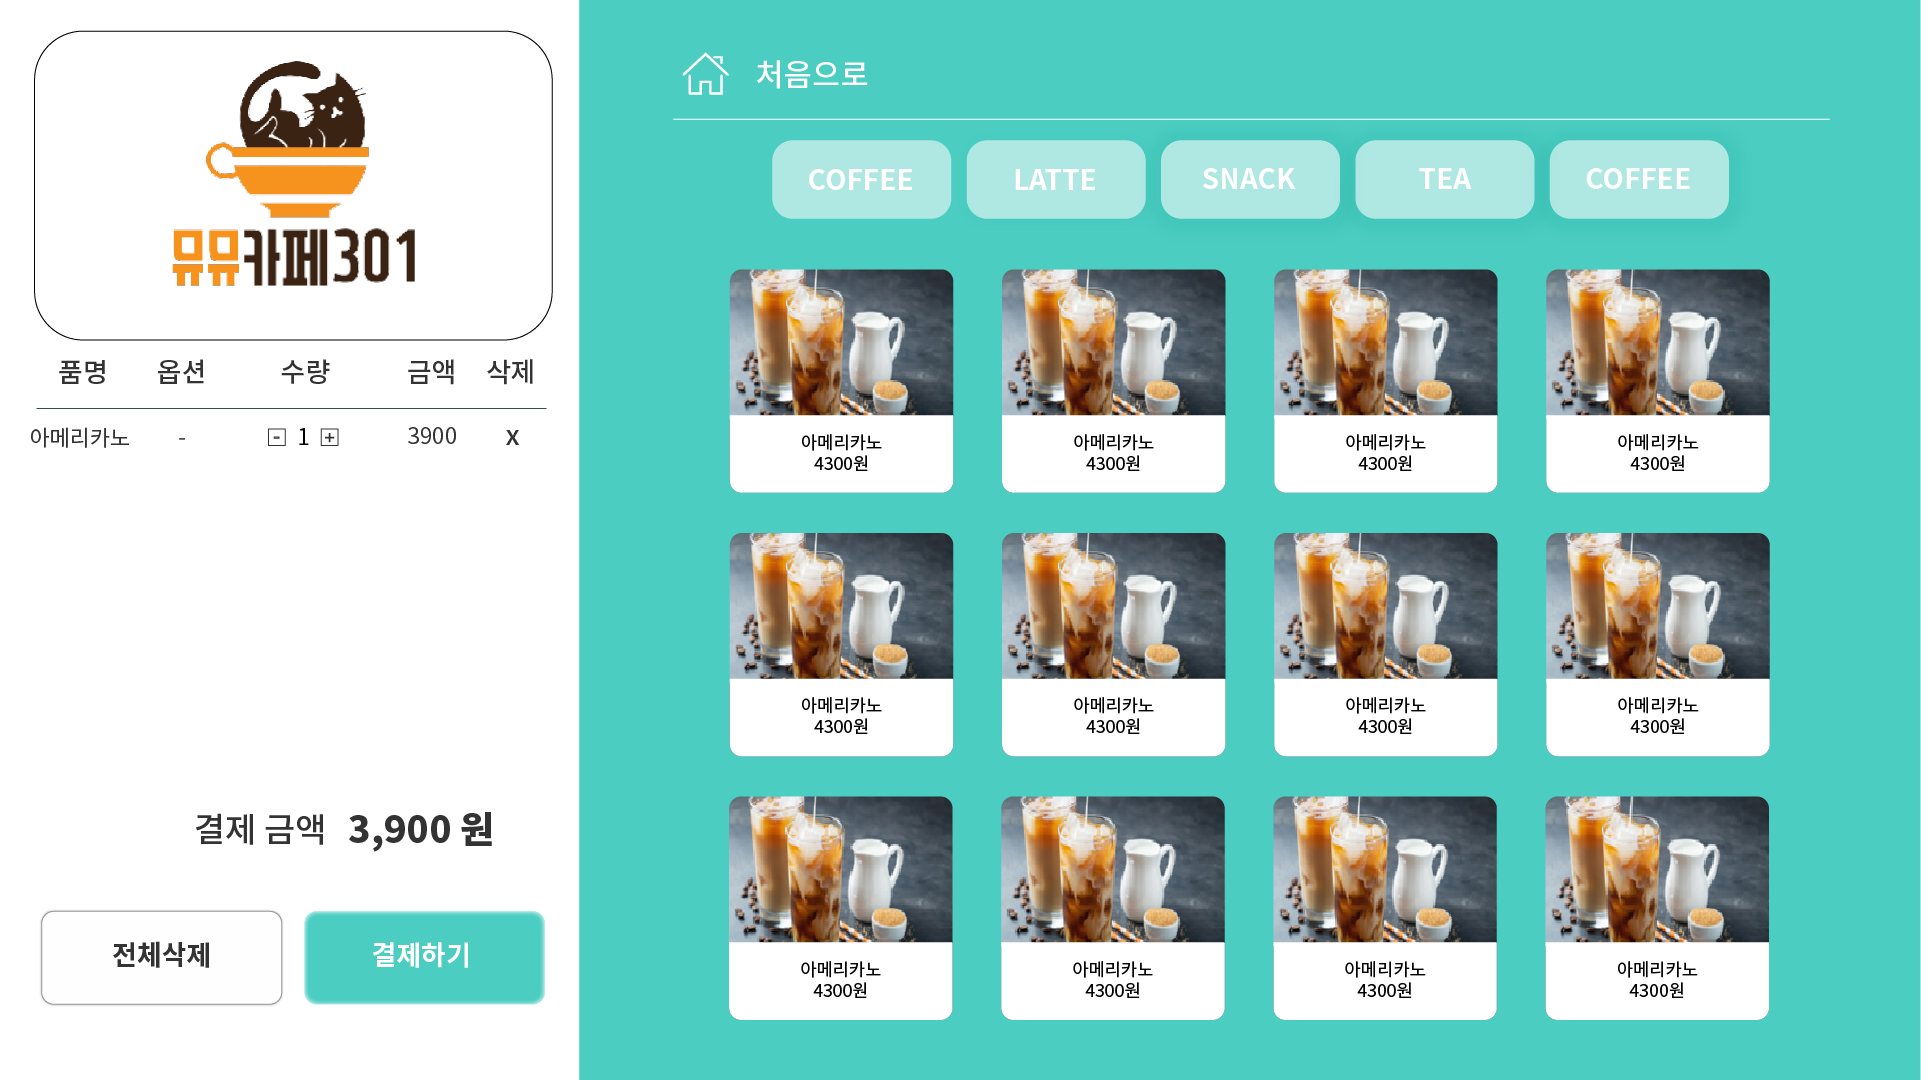 뮤뮤카페301
품명 옵션 수량 금액 삭제
아메리카노 - - 1 + 3900 X
결제 금액 3,900 원
전체삭제 결제하기
처음으로
COFFEE LATTE SNACK TEA COFFEE
아메리카노 아메리카노 아메리카노 아메리카노
4300원 4300원 4300원 4300원
아메리카노 아메리카노 아메리카노 아메리카노
4300원 4300원 4300원 4300원
아메리카노 아메리카노 아메리카노 아메리카노
4300원 4300원 4300원 4300원